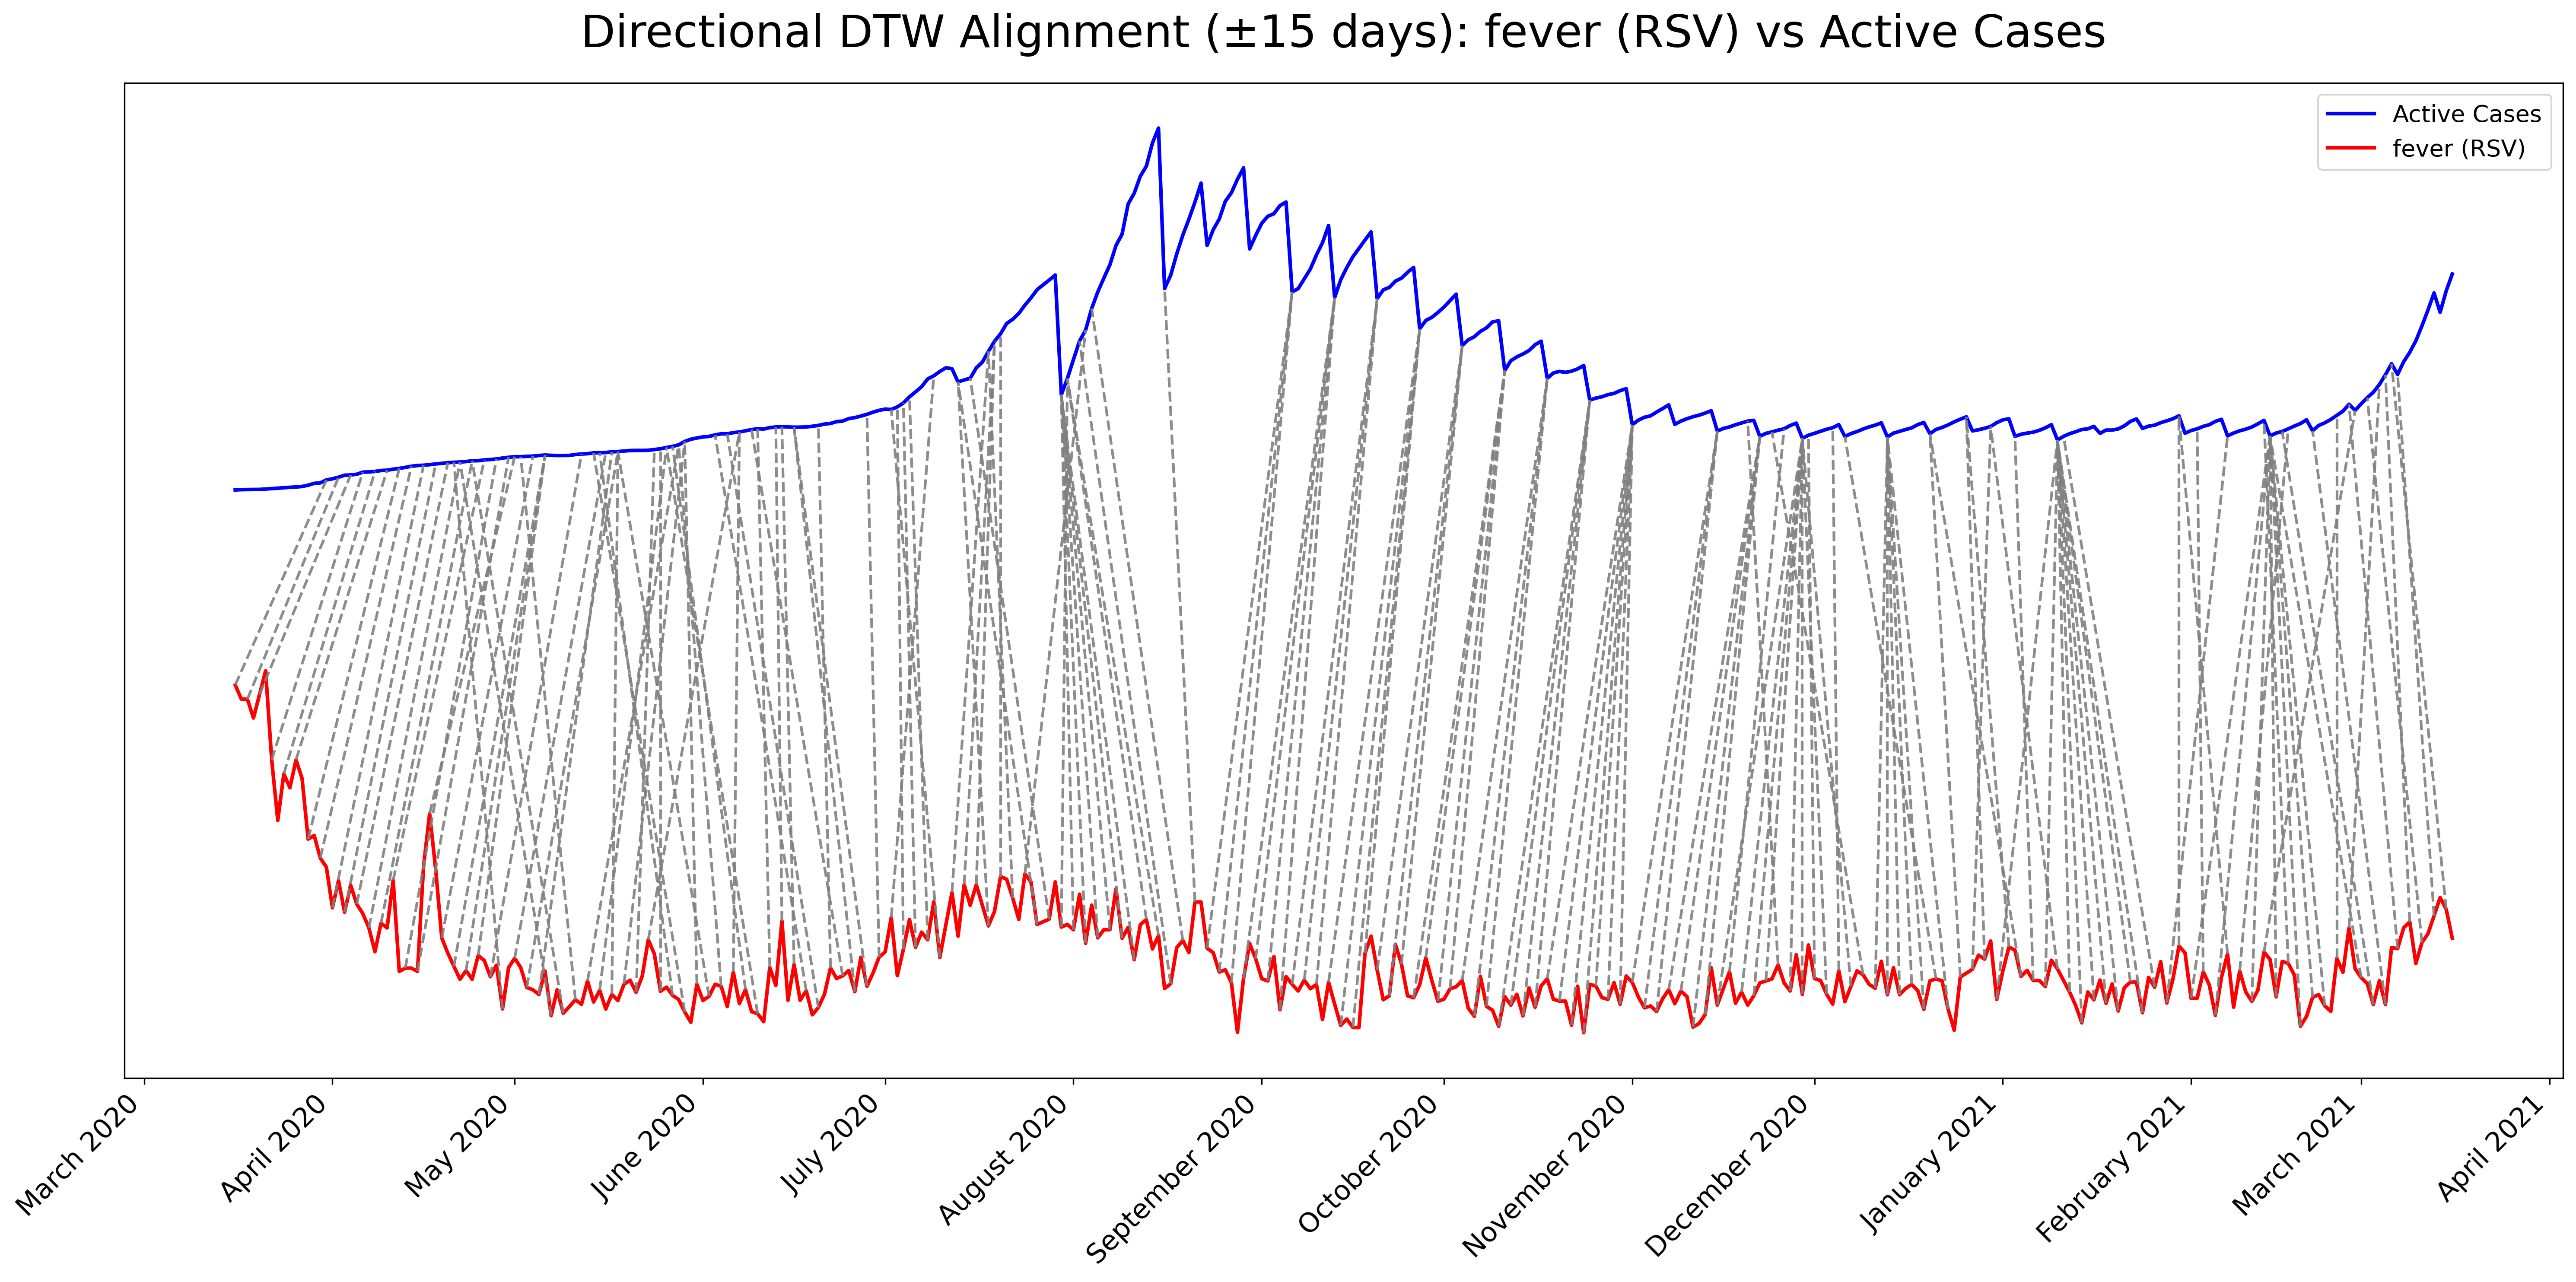 Directional DTW Alignment (±15 days): fever (RSV) vs Active Cases
Active Cases
fever (RSV)
March 2020
April 2020
May 2020
June 2020
July 2020
August 2020
September 2020
October 2020
November 2020
December 2020
January 2021
February 2021
March 2021
April 2021